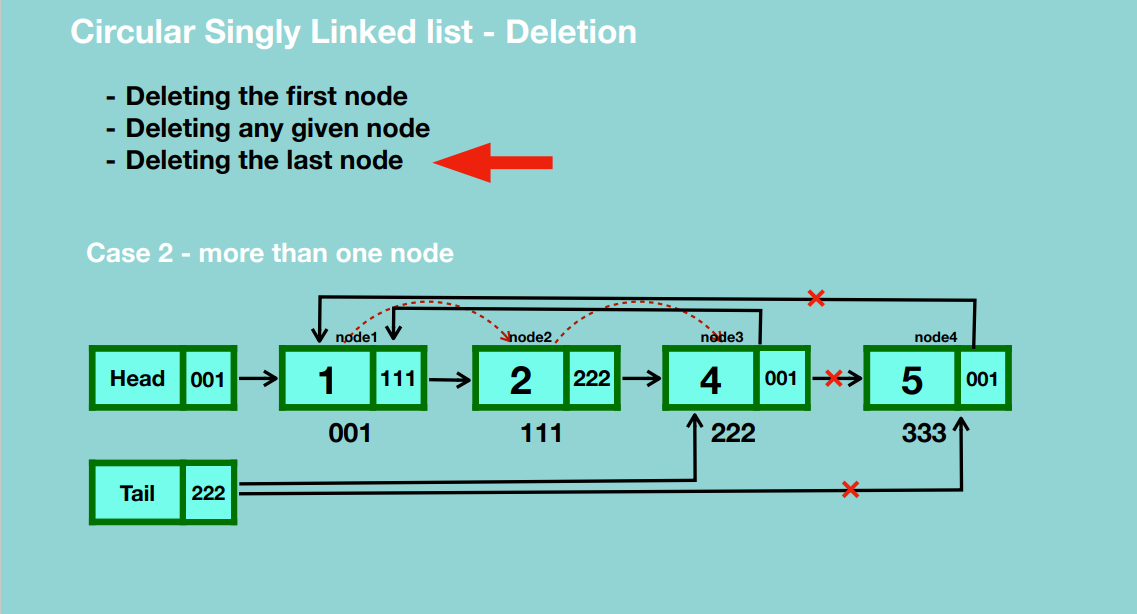 Circular Singly Linked list - Deletion
- Deleting the first node
- Deleting any given node
- Deleting the last node
Case 2 - more than one node
node1 node2 node3 node4
Head 001 1 111 2 222 4 001 5 001
001 111 222 333
Tail 222